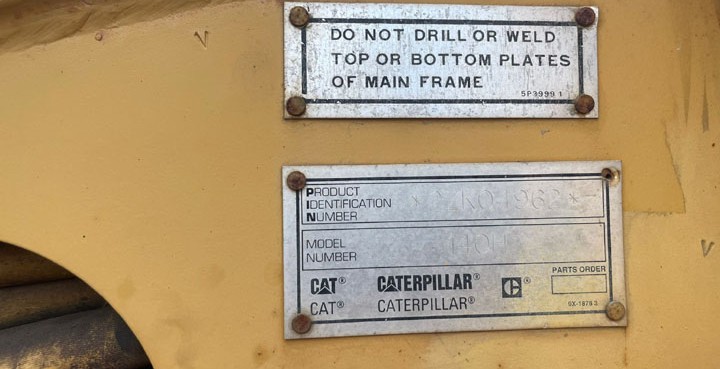 DO NOT DRILL OR WELD
TOP OR BOTTOM PLATES
OF MAIN FRAME
5P3999 1
PRODUCT
IDENTIFICATION
NUMBER
MODEL
NUMBER
CAT® CATERPILLAR®
PARTS ORDER
CAT® CATERPILLAR®
9X-1876 3